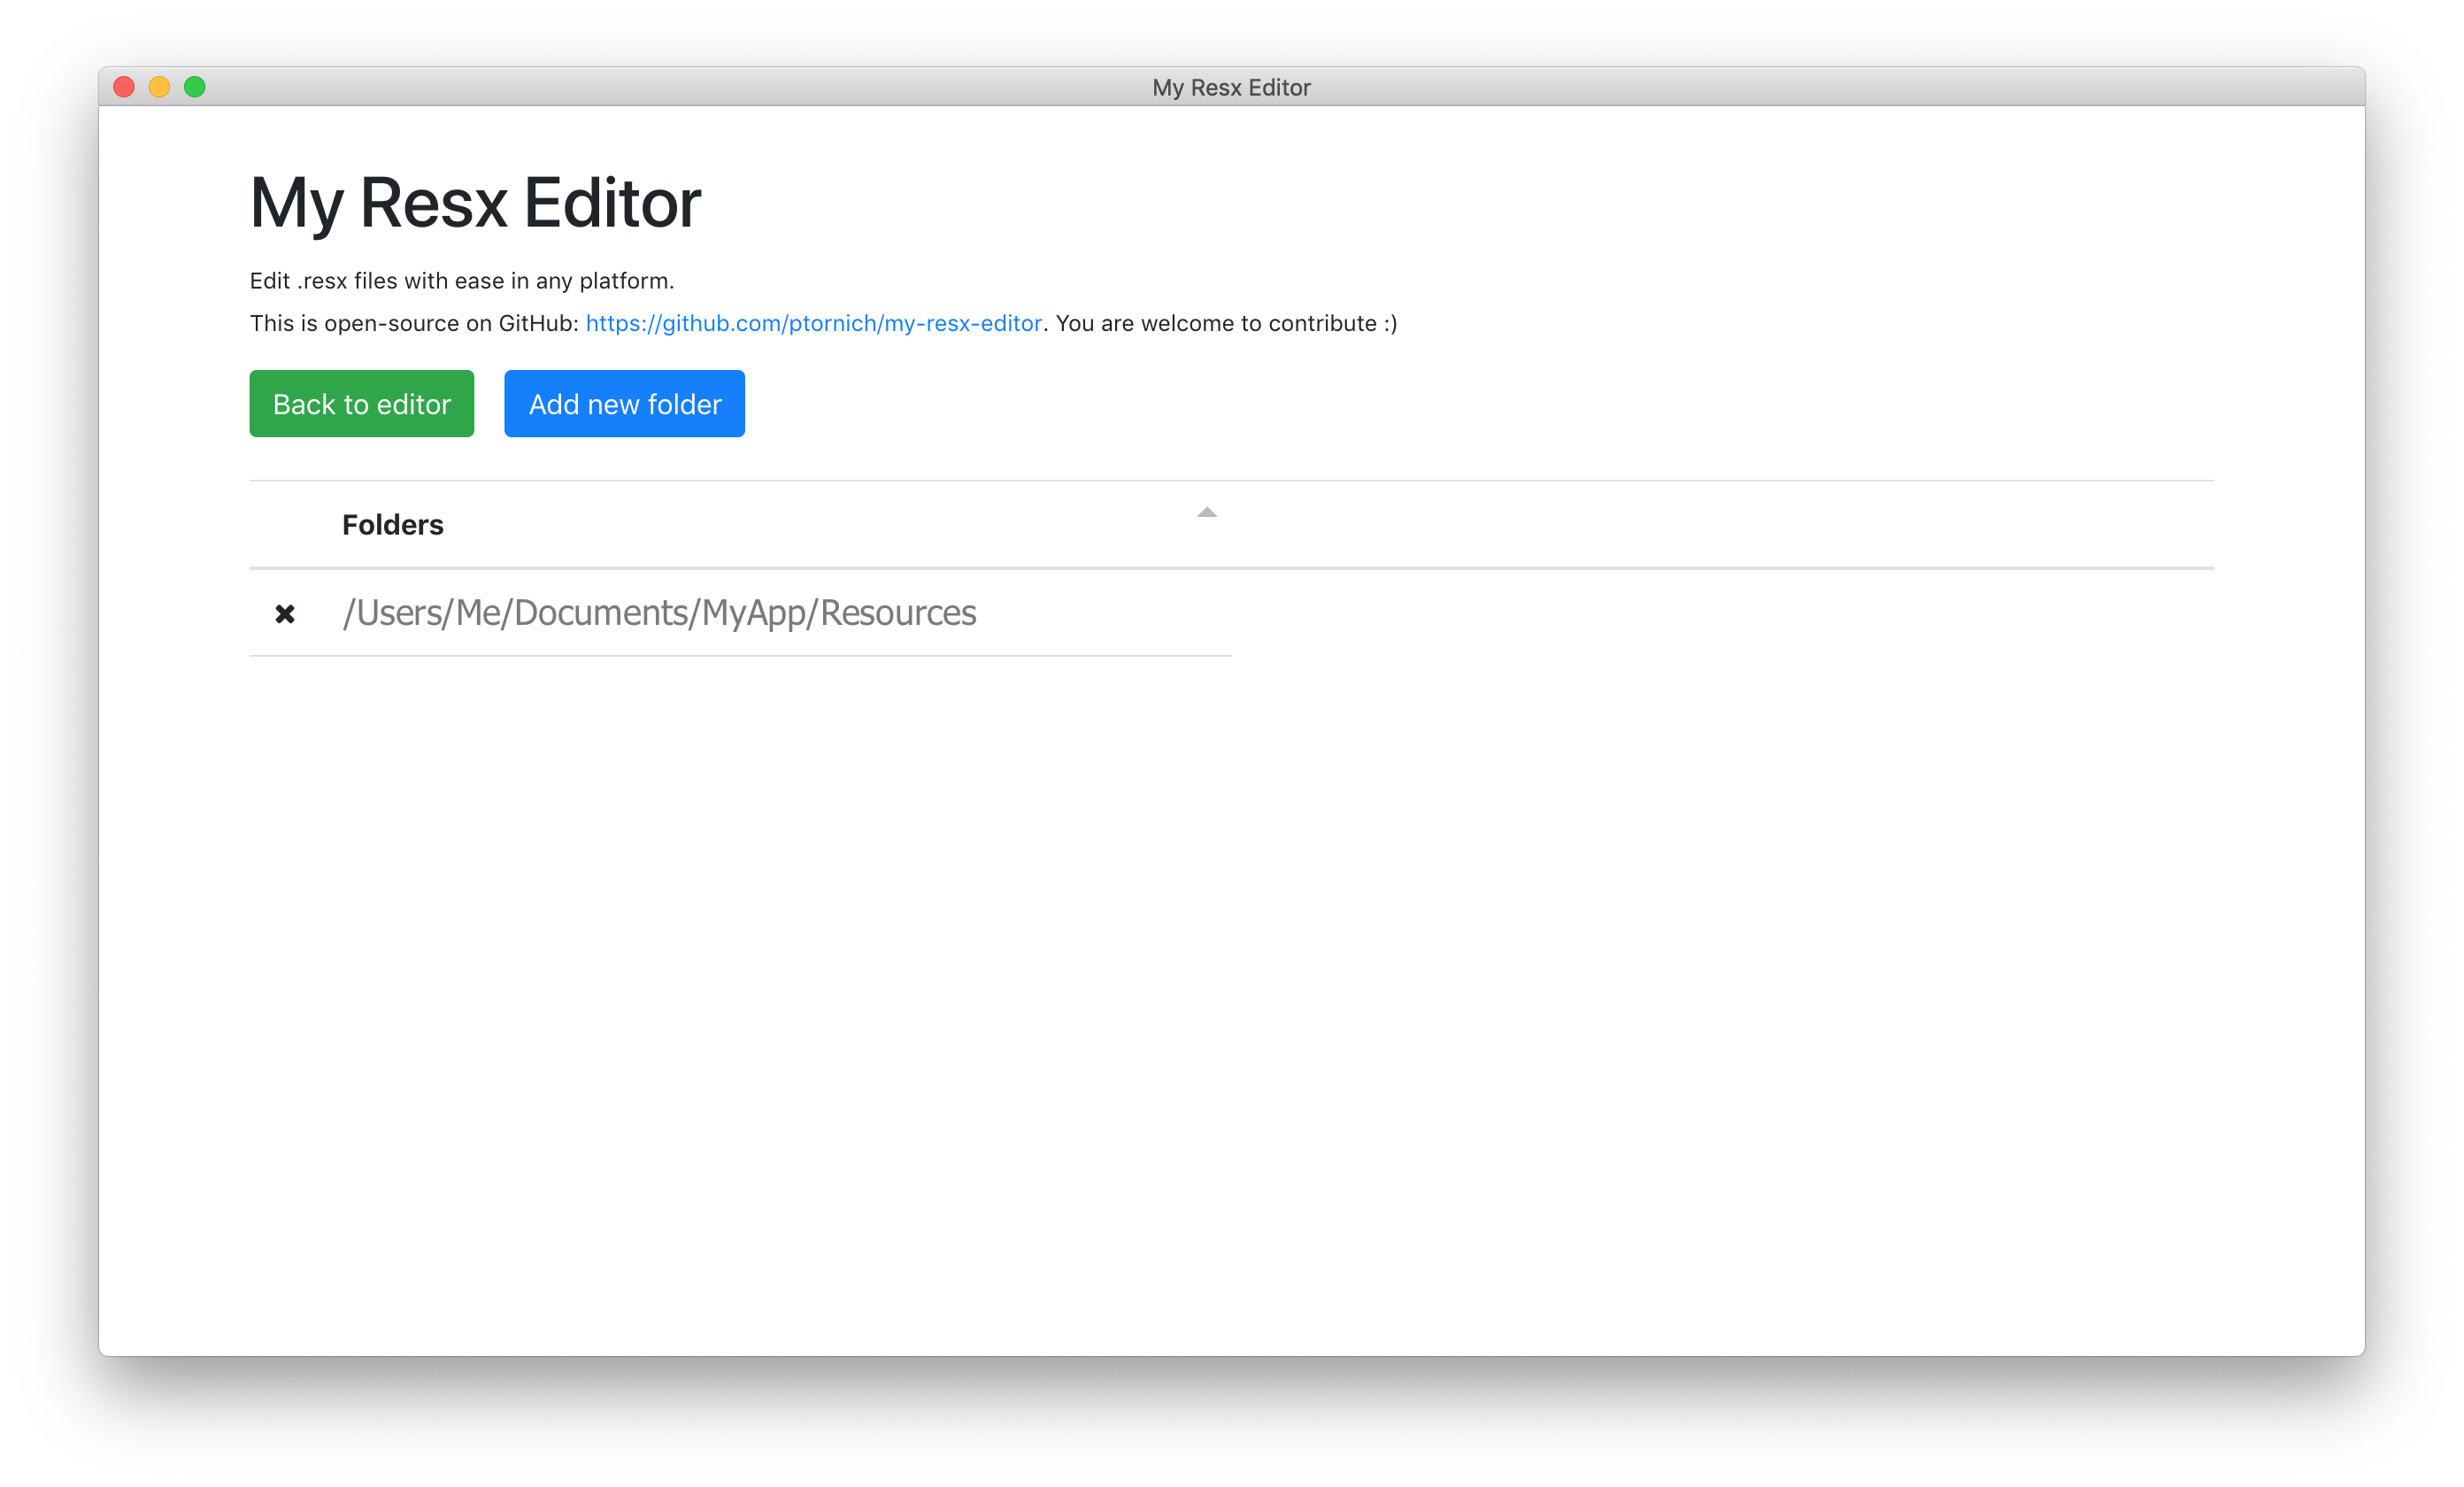 My Resx Editor
My Resx Editor
Edit .resx files with ease in any platform.
This is open-source on GitHub: https://github.com/ptornich/my-resx-editor. You are welcome to contribute :)
Back to editor
Add new folder
Folders
/Users/Me/Documents/MyApp/Resources